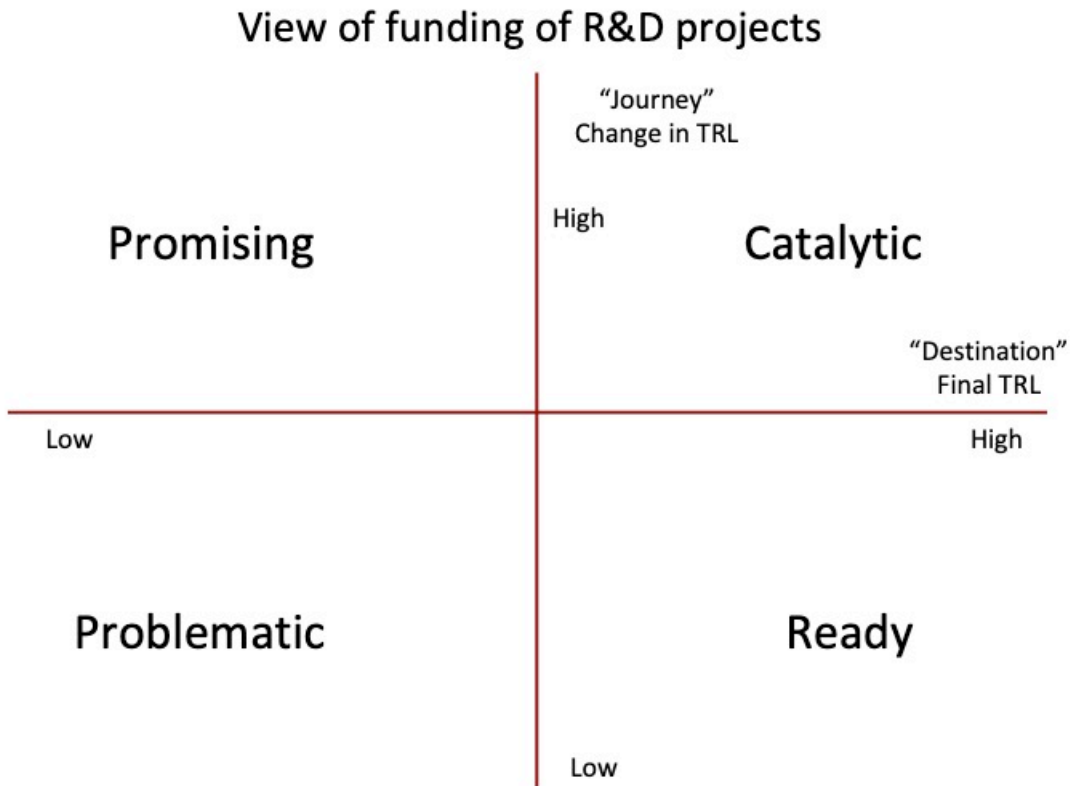 View of funding of R&D projects
“Journey”
Change in TRL
High
Promising
Catalytic
“Destination”
Final TRL
Low
High
Problematic
Ready
Low